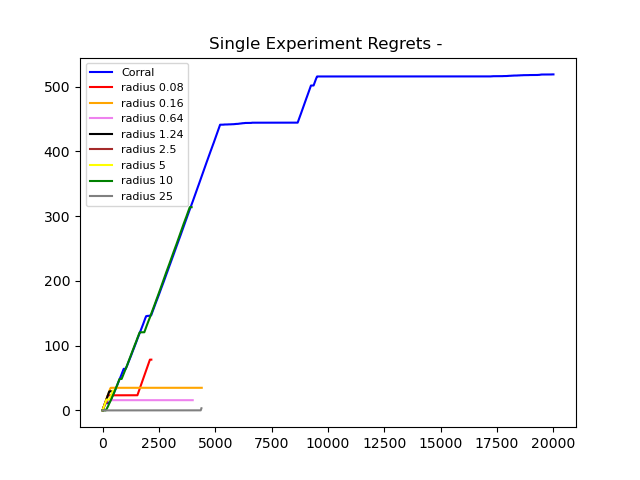 Single Experiment Regrets -
Corral
radius 0.08
radius 0.16
radius 0.64
radius 1.24
radius 2.5
radius 5
radius 10
radius 25
500
400
300
200
100
0
0 2500 5000 7500 10000 12500 15000 17500 20000